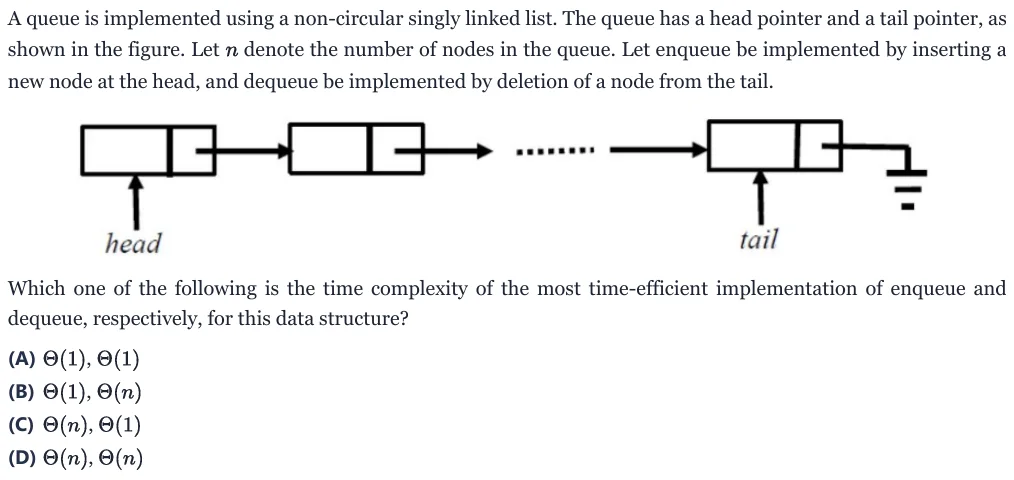 A queue is implemented using a non-circular singly linked list. The queue has a head pointer and a tail pointer, as
shown in the figure. Let n denote the number of nodes in the queue. Let enqueue be implemented by inserting a
new node at the head, and dequeue be implemented by deletion of a node from the tail.
head
tail
Which one of the following is the time complexity of the most time-efficient implementation of enqueue and
dequeue, respectively, for this data structure?
(A) Θ(1), Θ(1)
(B) Θ(1), Θ(n)
(C) Θ(n), Θ(1)
(D) Θ(n), Θ(n)